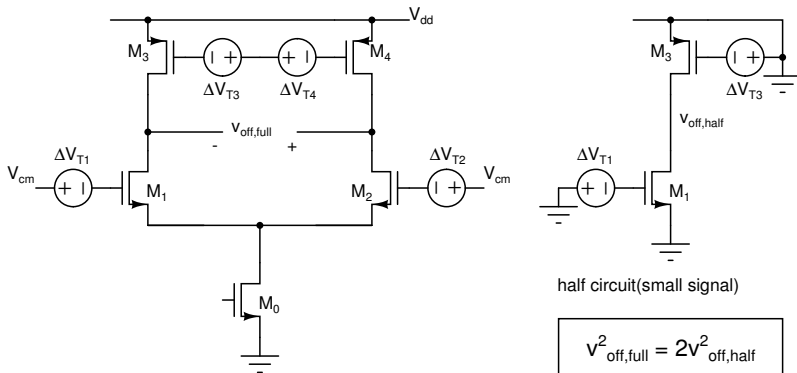 V_dd
M_3
M_4
ΔV_T3
ΔV_T4
v_off,full
- +
V_cm
ΔV_T1
M_1
M_2
ΔV_T2
V_cm
M_0
M_3
ΔV_T3
v_off,half
ΔV_T1
M_1
half circuit(small signal)
v²_off,full = 2v²_off,half